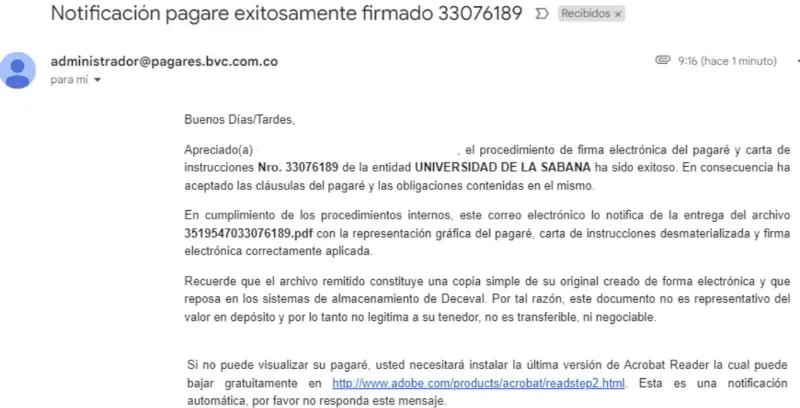 Notificación pagare exitosamente firmado 33076189 Recibidos ×
administrador@pagares.bvc.com.co 9:16 (hace 1 minuto)
para mí
Buenos Días/Tardes,
Apreciado(a) , el procedimiento de firma electrónica del pagaré y carta de
instrucciones Nro. 33076189 de la entidad UNIVERSIDAD DE LA SABANA ha sido exitoso. En consecuencia ha
aceptado las cláusulas del pagaré y las obligaciones contenidas en el mismo.
En cumplimiento de los procedimientos internos, este correo electrónico lo notifica de la entrega del archivo
3519547033076189.pdf con la representación gráfica del pagaré, carta de instrucciones desmaterializada y firma
electrónica correctamente aplicada.
Recuerde que el archivo remitido constituye una copia simple de su original creado de forma electrónica y que
reposa en los sistemas de almacenamiento de Deceval. Por tal razón, este documento no es representativo del
valor en depósito y por lo tanto no legitima a su tenedor, no es transferible, ni negociable.
Si no puede visualizar su pagaré, usted necesitará instalar la última versión de Acrobat Reader la cual puede
bajar gratuitamente en http://www.adobe.com/products/acrobat/readstep2.html. Esta es una notificación
automática, por favor no responda este mensaje.